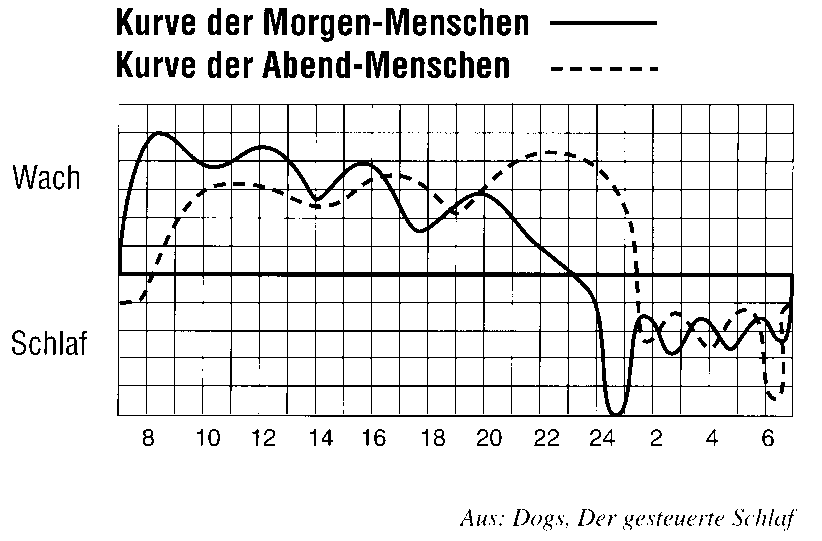 Kurve der Morgen-Menschen
Kurve der Abend-Menschen
Wach
Schlaf
8 10 12 14 16 18 20 22 24 2 4 6
Aus: Dogs, Der gesteuerte Schlaf